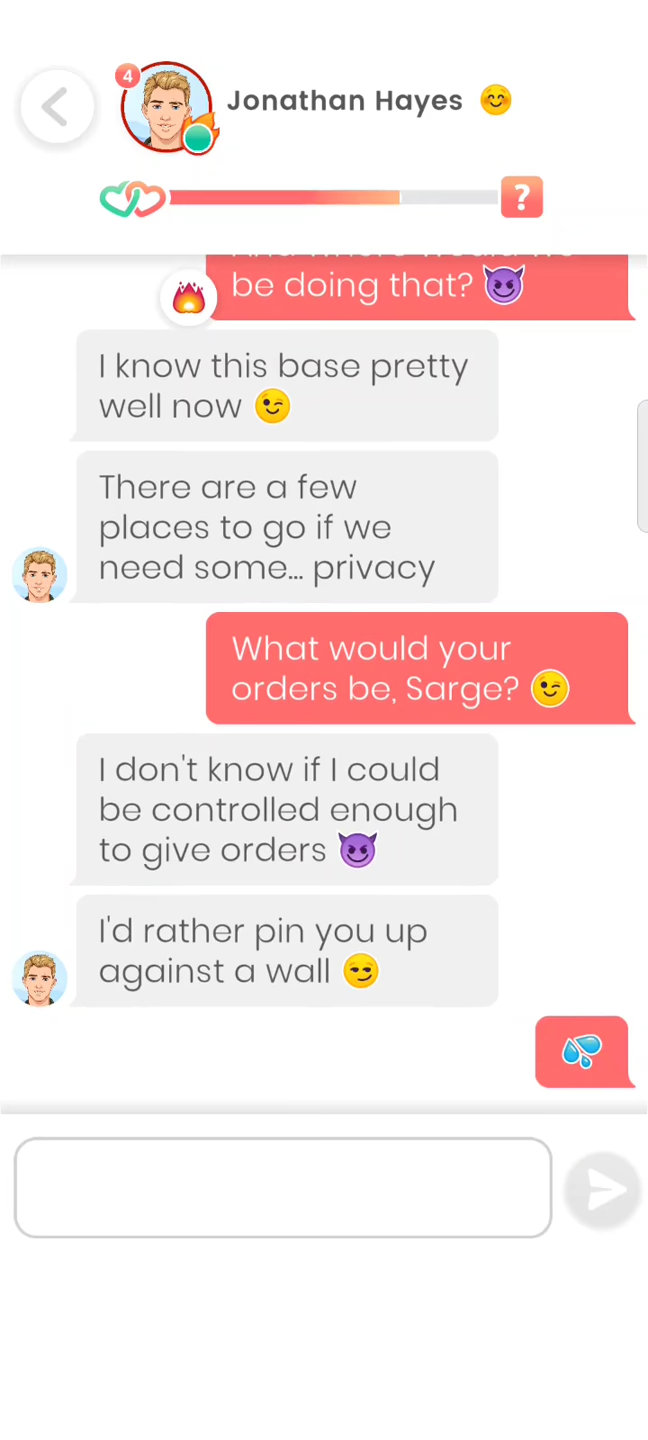 4
Jonathan Hayes 😊
?
be doing that? 😈
I know this base pretty
well now 😉
There are a few
places to go if we
need some... privacy
What would your
orders be, Sarge? 😉
I don't know if I could
be controlled enough
to give orders 😈
I'd rather pin you up
against a wall 😏
💦